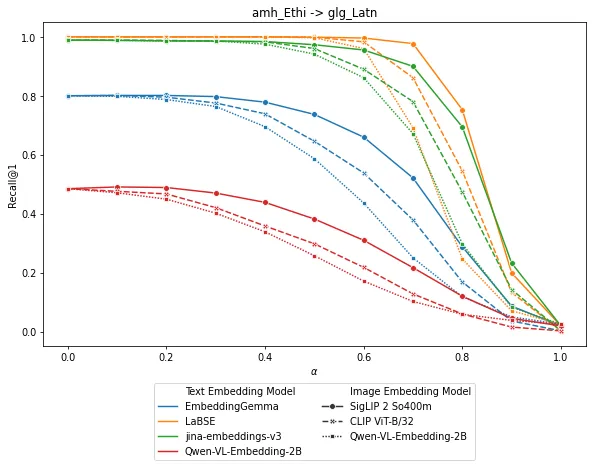 amh_Ethi -> glg_Latn
Recall@1
1.0
0.8
0.6
0.4
0.2
0.0
0.0 0.2 0.4 0.6 0.8 1.0
α
Text Embedding Model
EmbeddingGemma
LaBSE
jina-embeddings-v3
Qwen-VL-Embedding-2B
Image Embedding Model
SigLIP 2 So400m
CLIP ViT-B/32
Qwen-VL-Embedding-2B